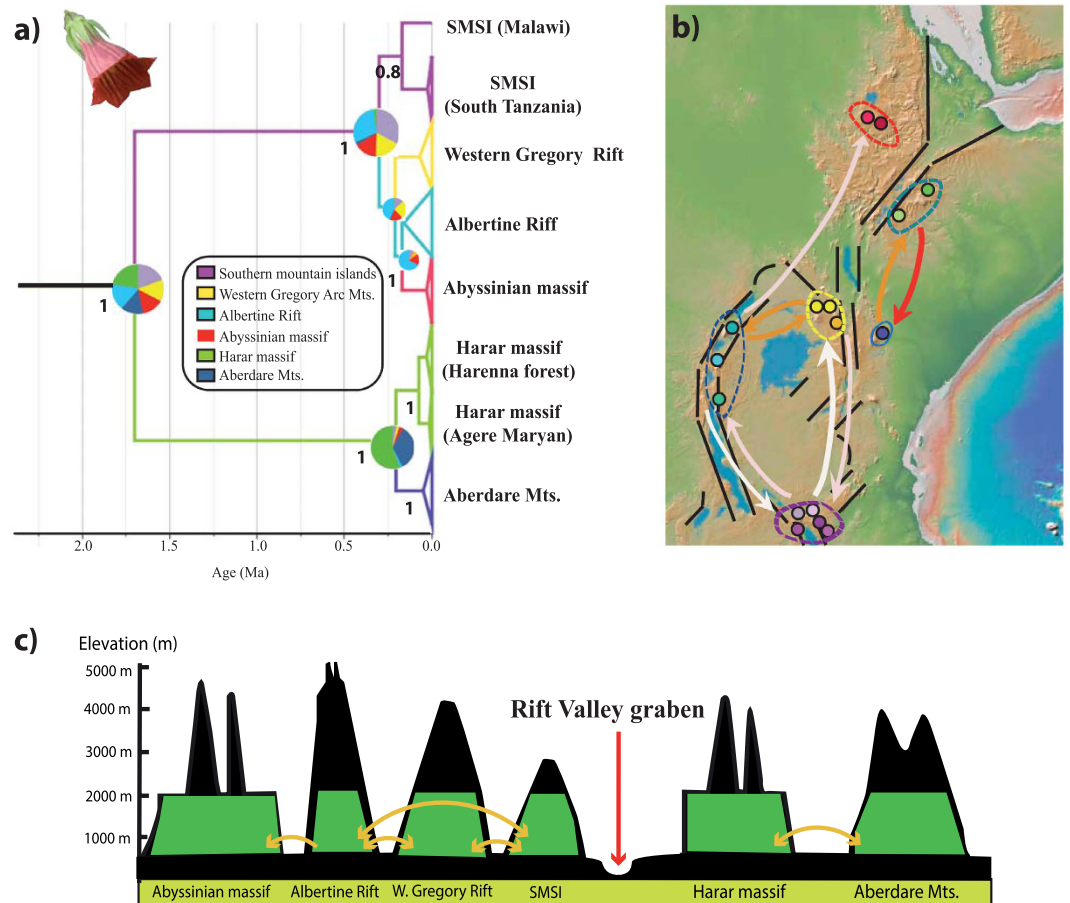 a)
SMSI (Malawi)
0.8
SMSI
(South Tanzania)
1
Western Gregory Rift
Albertine Riff
1
1
Abyssinian massif
Southern mountain islands
Western Gregory Arc Mts.
Albertine Rift
Abyssinian massif
Harar massif
Aberdare Mts.
Harar massif
(Harenna forest)
1
Harar massif
(Agere Maryan)
1
Aberdare Mts.
1
2.0 1.5 1.0 0.5 0.0
Age (Ma)
b)
c)
Elevation (m)
5000 m
4000 m
3000 m
2000 m
1000 m
Rift Valley graben
Abyssinian massif Albertine Rift W. Gregory Rift SMSI Harar massif Aberdare Mts.